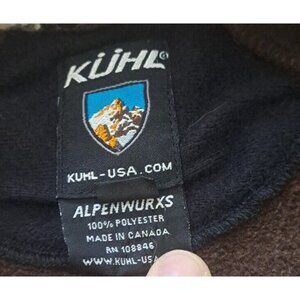 KÜHL®
KUHL-USA.COM
ALPENWURXS
100% POLYESTER
MADE IN CANADA
RN 108846
WWW.KUHL-USA